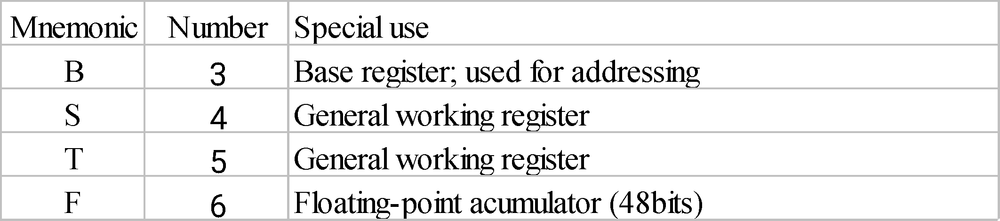 Mnemonic Number Special use
B 3 Base register; used for addressing
S 4 General working register
T 5 General working register
F 6 Floating-point acumulator (48bits)